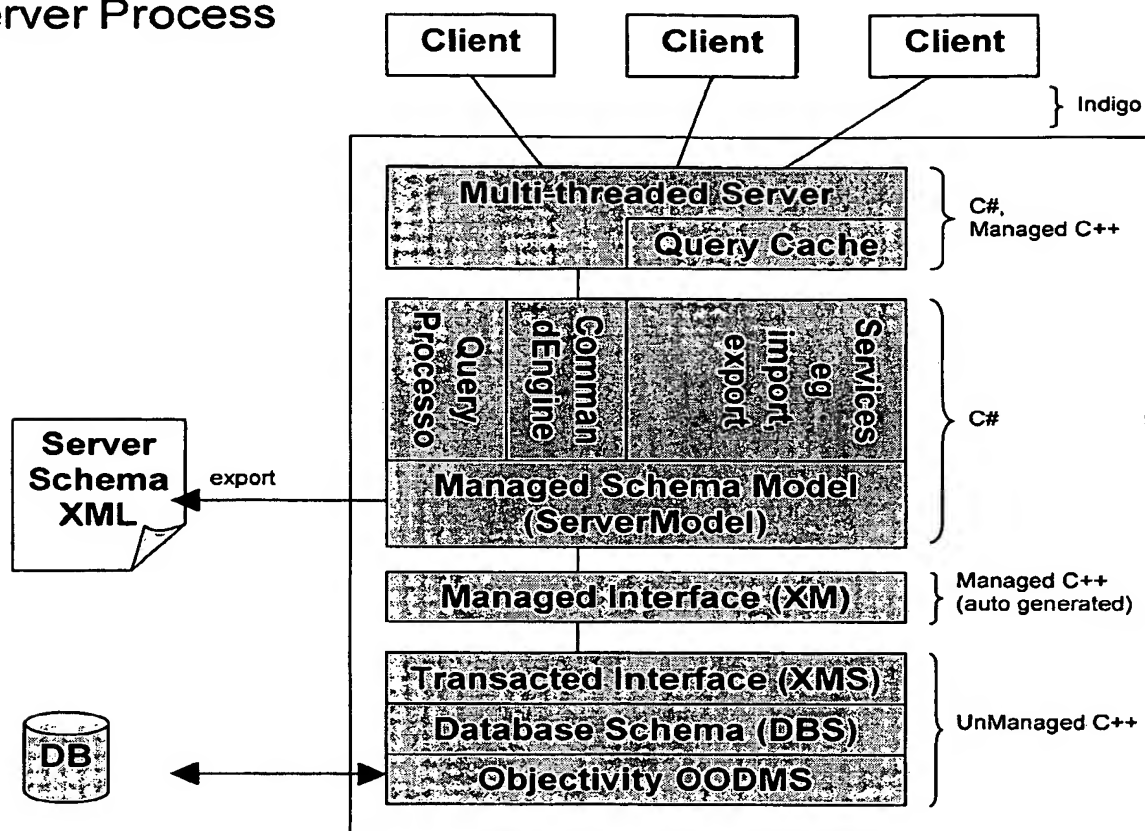 erver Process
Client
Client
Client
} Indigo
Multi-threaded Server
Query Cache
C#,
Managed C++
Query
Processo
Comman
dEngine
Services
eg
import,
export
C#
Managed Schema Model
(ServerModel)
Server
Schema
XML
export
Managed Interface (XM)
Managed C++
(auto generated)
Transacted Interface (XMS)
Database Schema (DBS)
Objectivity OODMS
UnManaged C++
DB